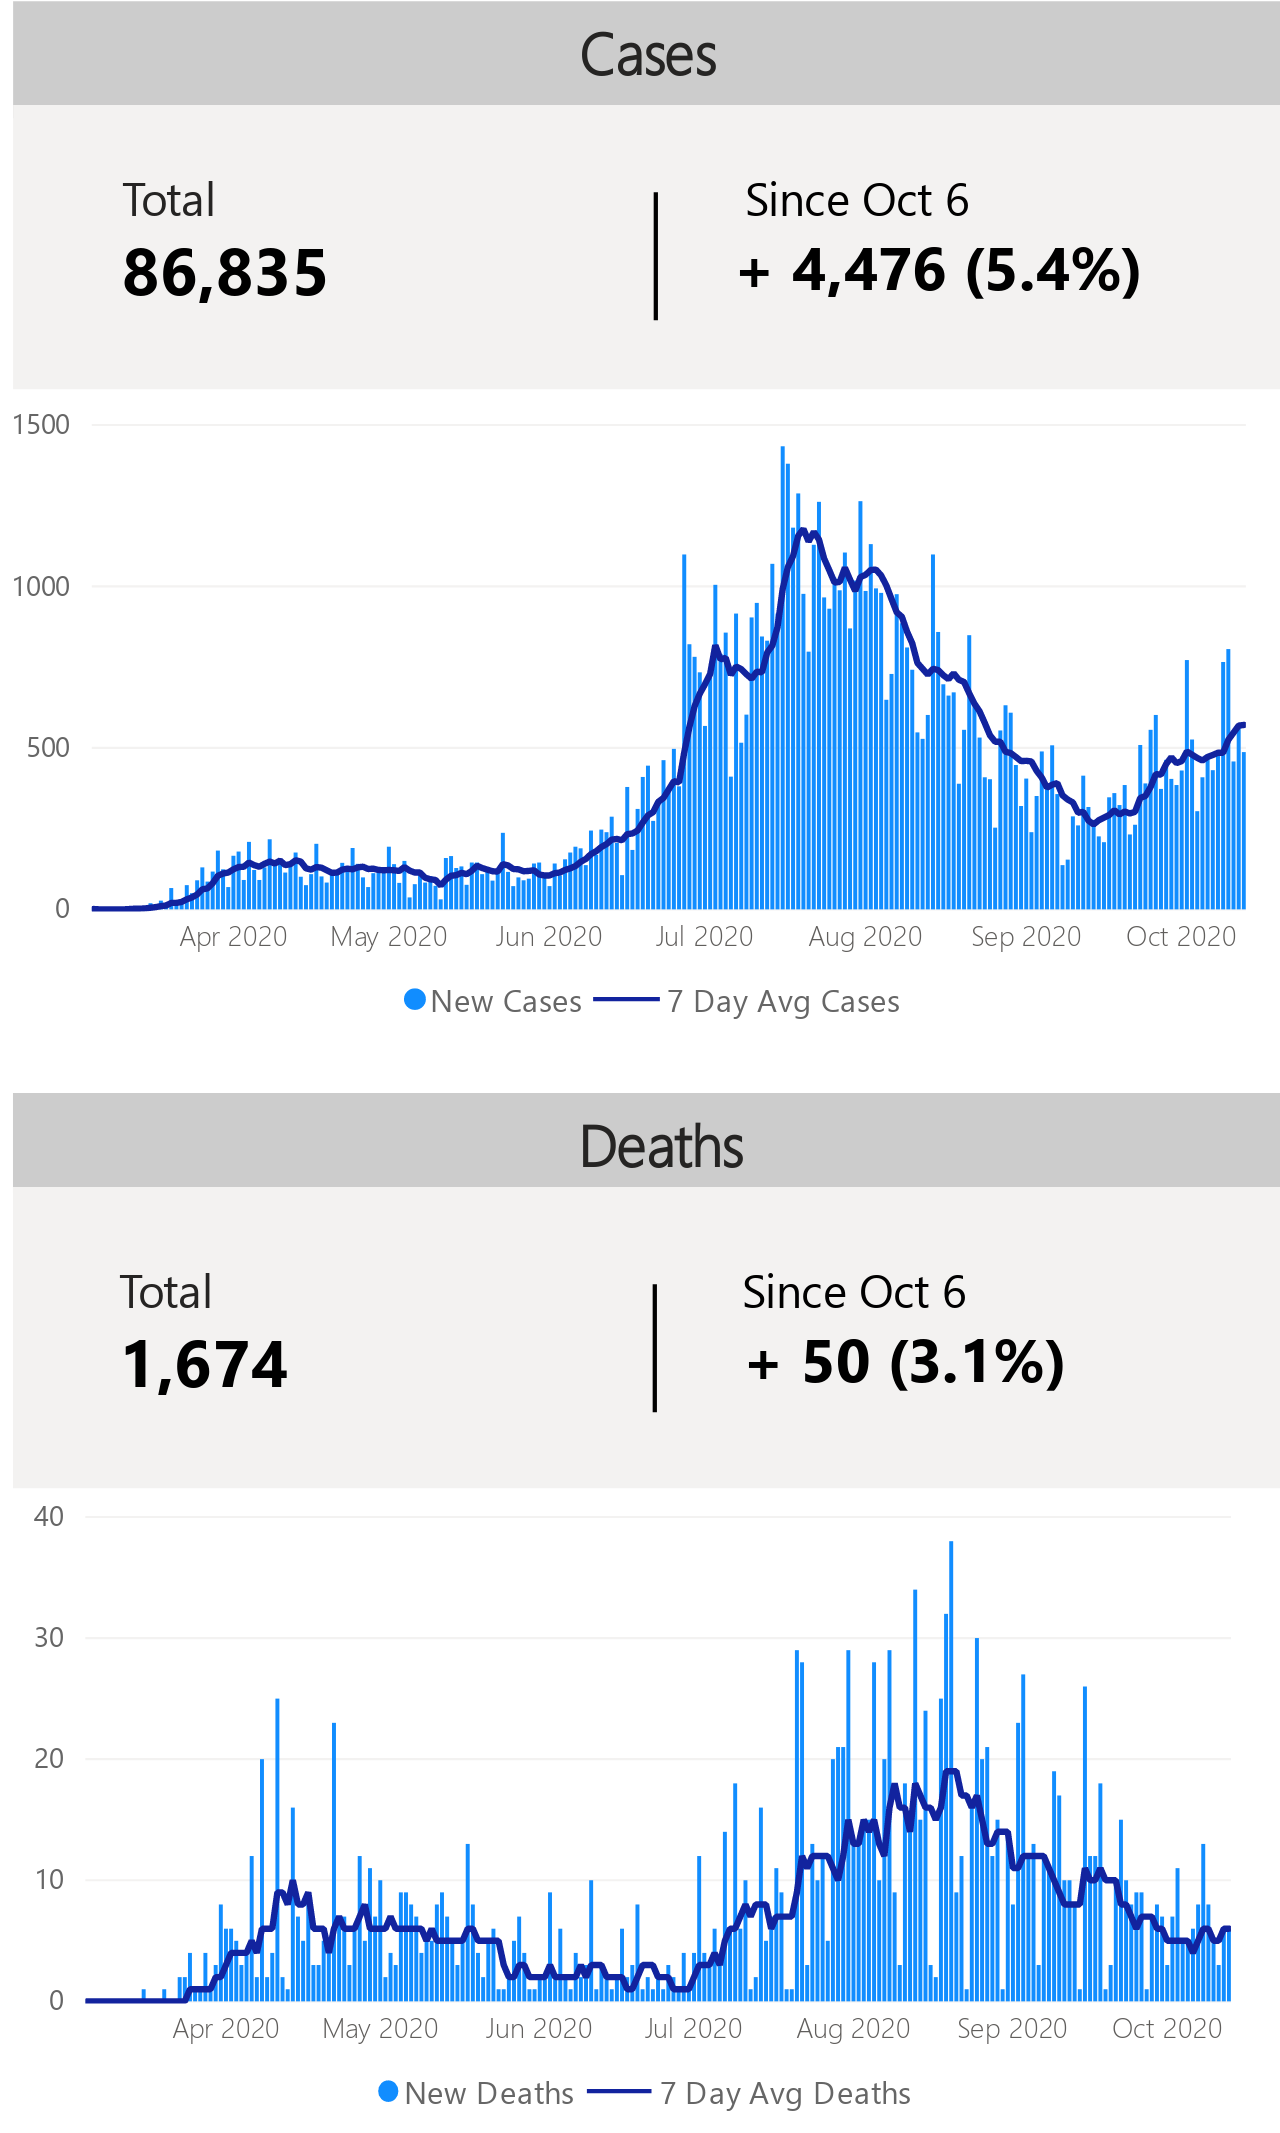 Cases
Total
Since Oct 6
86,835
+ 4,476 (5.4%)
1500
1000
500
0
Apr 2020 May 2020 Jun 2020 Jul 2020 Aug 2020 Sep 2020 Oct 2020
New Cases 7 Day Avg Cases
Deaths
Total
Since Oct 6
1,674
+ 50 (3.1%)
40
30
20
10
0
Apr 2020 May 2020 Jun 2020 Jul 2020 Aug 2020 Sep 2020 Oct 2020
New Deaths 7 Day Avg Deaths